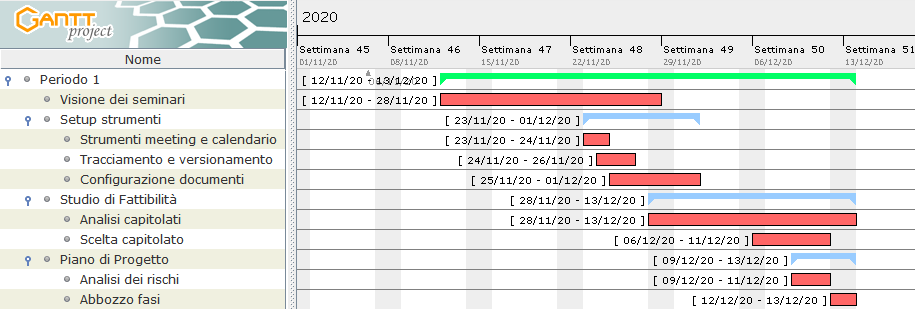 GANTT
project
2020
Settimana 45 Settimana 46 Settimana 47 Settimana 48 Settimana 49 Settimana 50 Settimana 51
01/11/20 08/11/20 15/11/20 22/11/20 29/11/20 06/12/20 13/12/20
Nome
Periodo 1 [ 12/11/20 - 13/12/20 ]
Visione dei seminari [ 12/11/20 - 28/11/20 ]
Setup strumenti [ 23/11/20 - 01/12/20 ]
Strumenti meeting e calendario [ 23/11/20 - 24/11/20 ]
Tracciamento e versionamento [ 24/11/20 - 26/11/20 ]
Configurazione documenti [ 25/11/20 - 01/12/20 ]
Studio di Fattibilità [ 28/11/20 - 13/12/20 ]
Analisi capitolati [ 28/11/20 - 13/12/20 ]
Scelta capitolato [ 06/12/20 - 11/12/20 ]
Piano di Progetto [ 09/12/20 - 13/12/20 ]
Analisi dei rischi [ 09/12/20 - 11/12/20 ]
Abbozzo fasi [ 12/12/20 - 13/12/20 ]